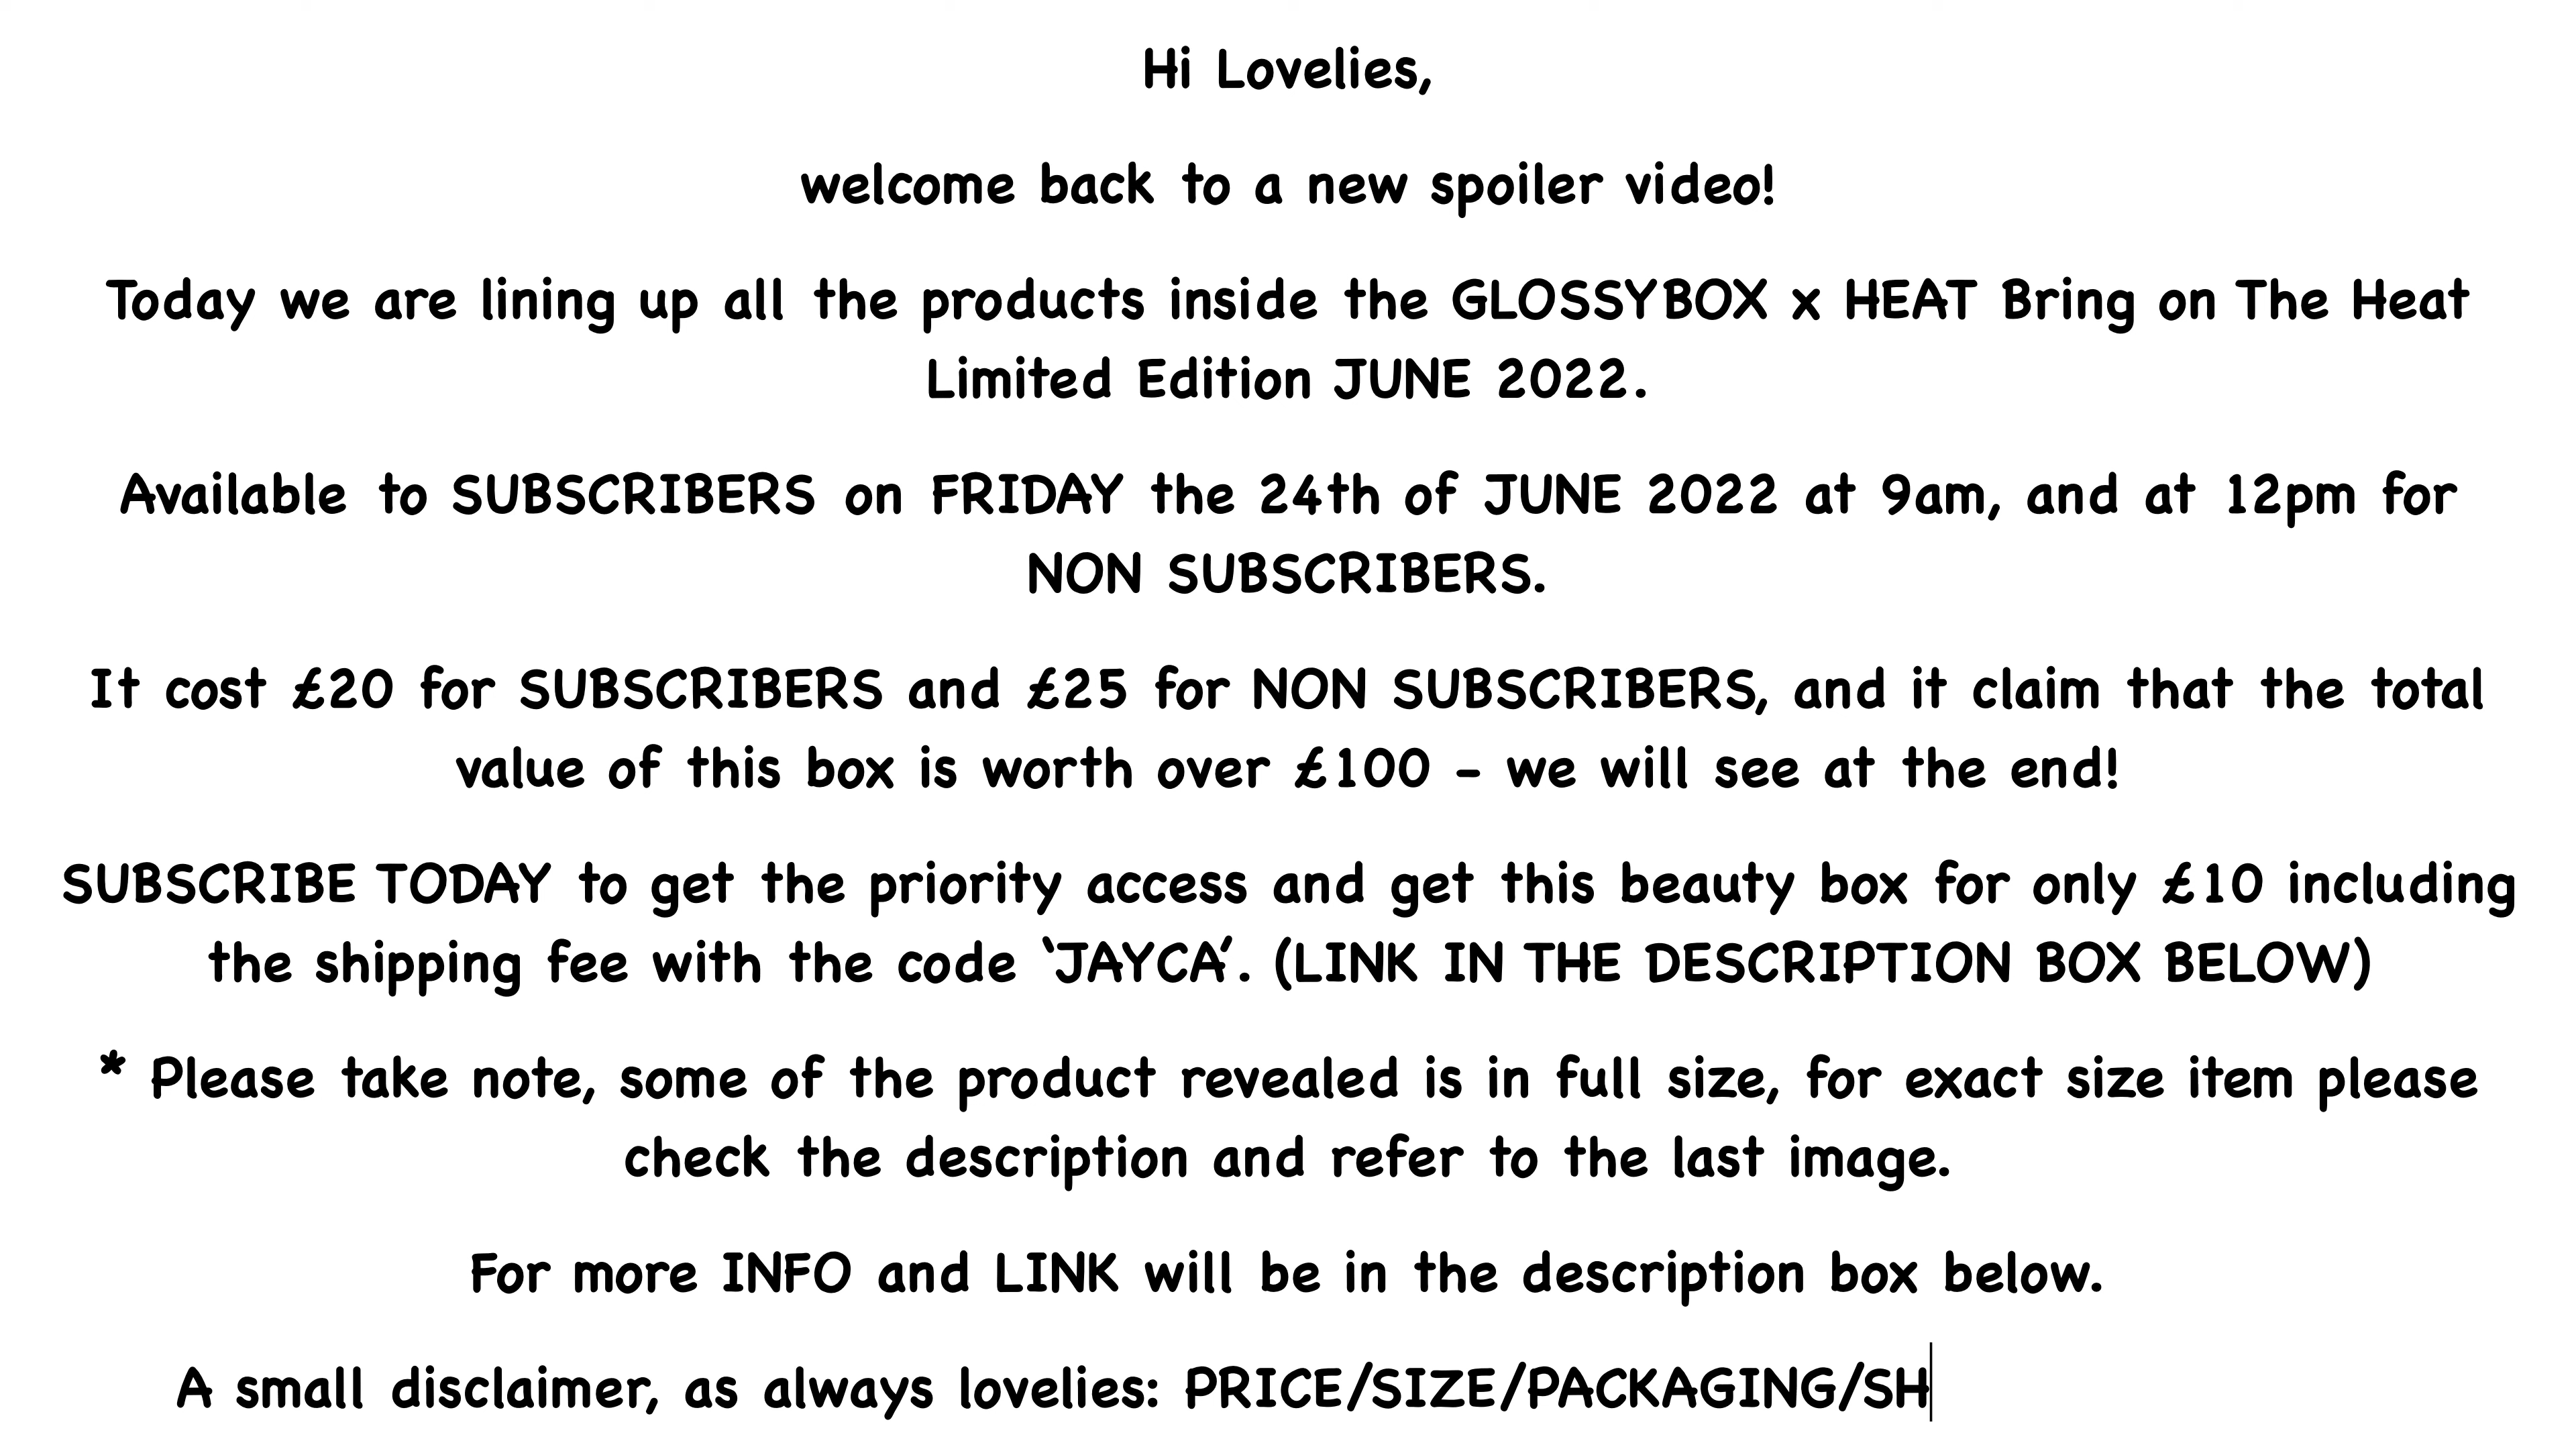 Hi Lovelies,
welcome back to a new spoiler video!
Today we are lining up all the products inside the GLOSSYBOX x HEAT Bring on The Heat
Limited Edition JUNE 2022.
Available to SUBSCRIBERS on FRIDAY the 24th of JUNE 2022 at 9am, and at 12pm for
NON SUBSCRIBERS.
It cost £20 for SUBSCRIBERS and £25 for NON SUBSCRIBERS, and it claim that the total
value of this box is worth over £100 - we will see at the end!
SUBSCRIBE TODAY to get the priority access and get this beauty box for only £10 including
the shipping fee with the code ‘JAYCA’. (LINK IN THE DESCRIPTION BOX BELOW)
* Please take note, some of the product revealed is in full size, for exact size item please
check the description and refer to the last image.
For more INFO and LINK will be in the description box below.
A small disclaimer, as always lovelies: PRICE/SIZE/PACKAGING/SH